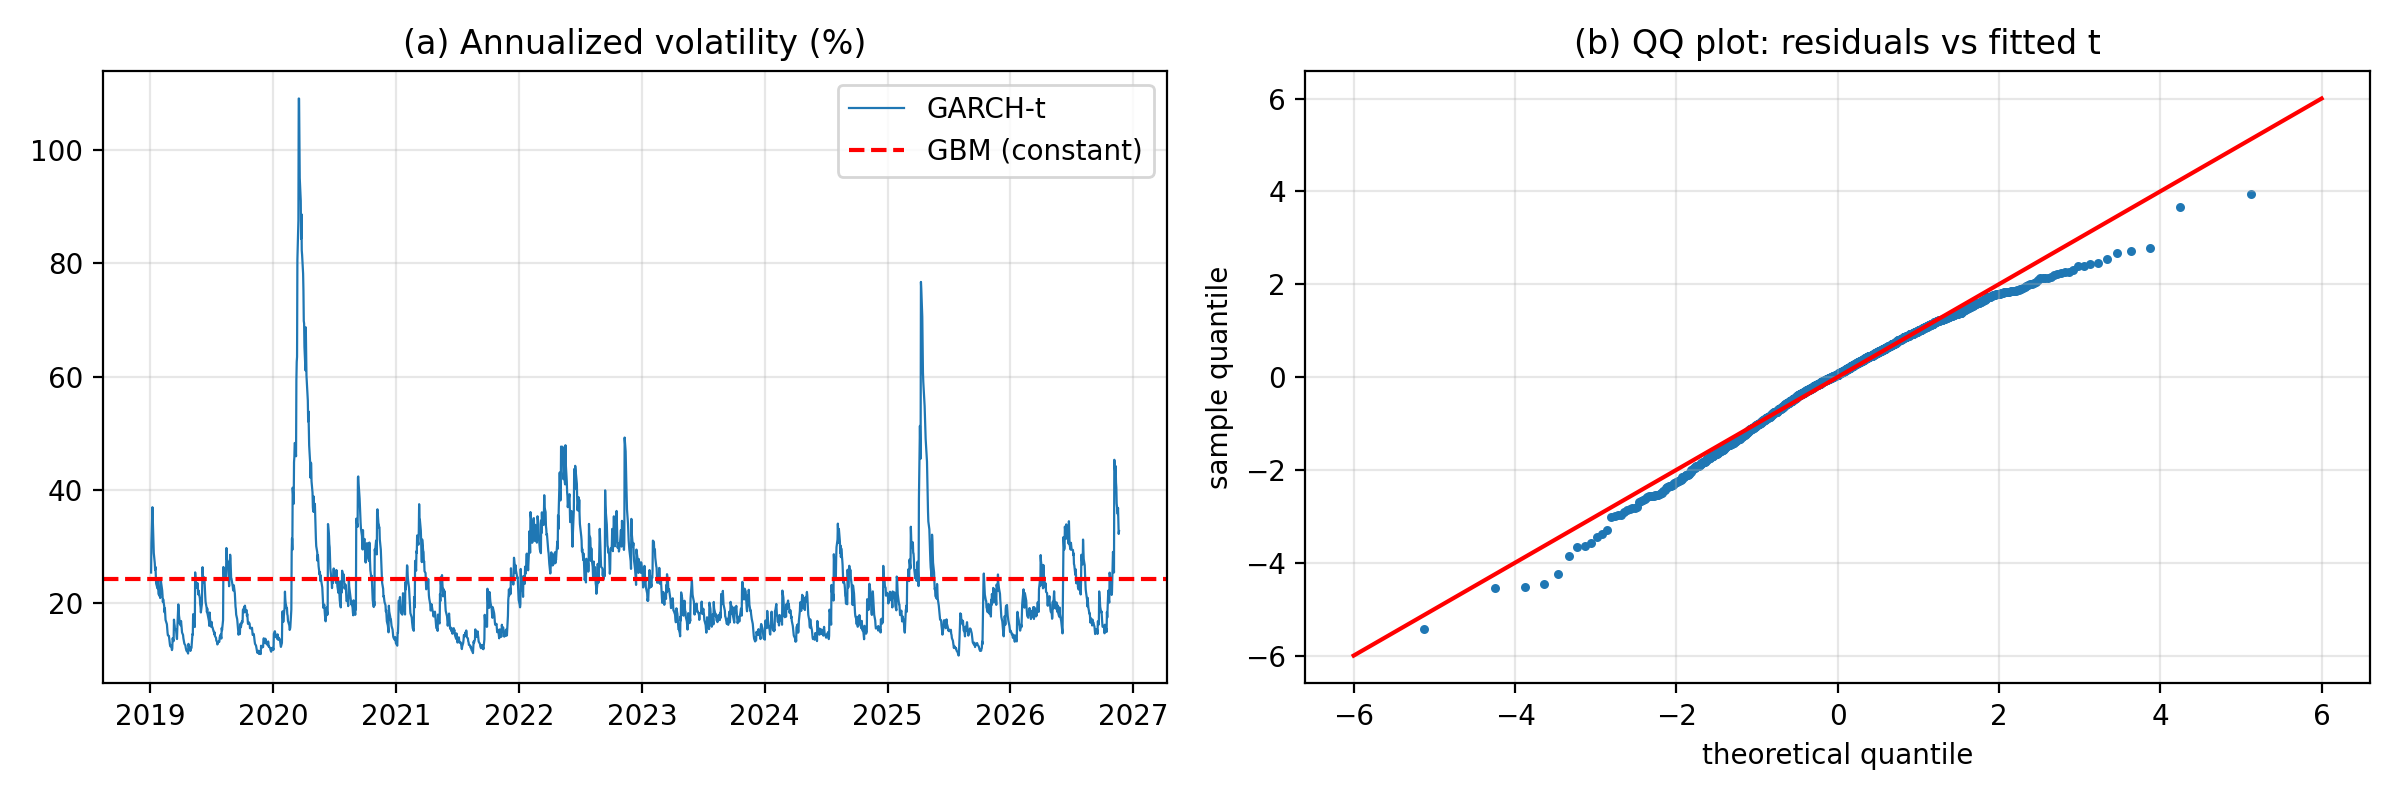 (a) Annualized volatility (%)
GARCH-t
GBM (constant)
100
80
60
40
20
2019 2020 2021 2022 2023 2024 2025 2026 2027
(b) QQ plot: residuals vs fitted t
sample quantile
6
4
2
0
−2
−4
−6
−6 −4 −2 0 2 4 6
theoretical quantile